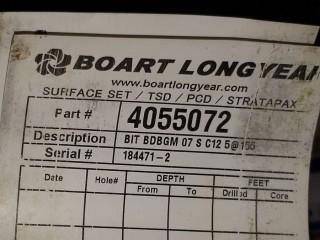 BOART LONGYEAR
www.boartlongyear.com
SURFACE SET / TSD / PCD / STRATAPAX
Part # 4055072
Description BIT BDBGM 07 S C12 5@155
Serial # 184471-2
Date Hole# DEPTH FEET
From To Drilled Core